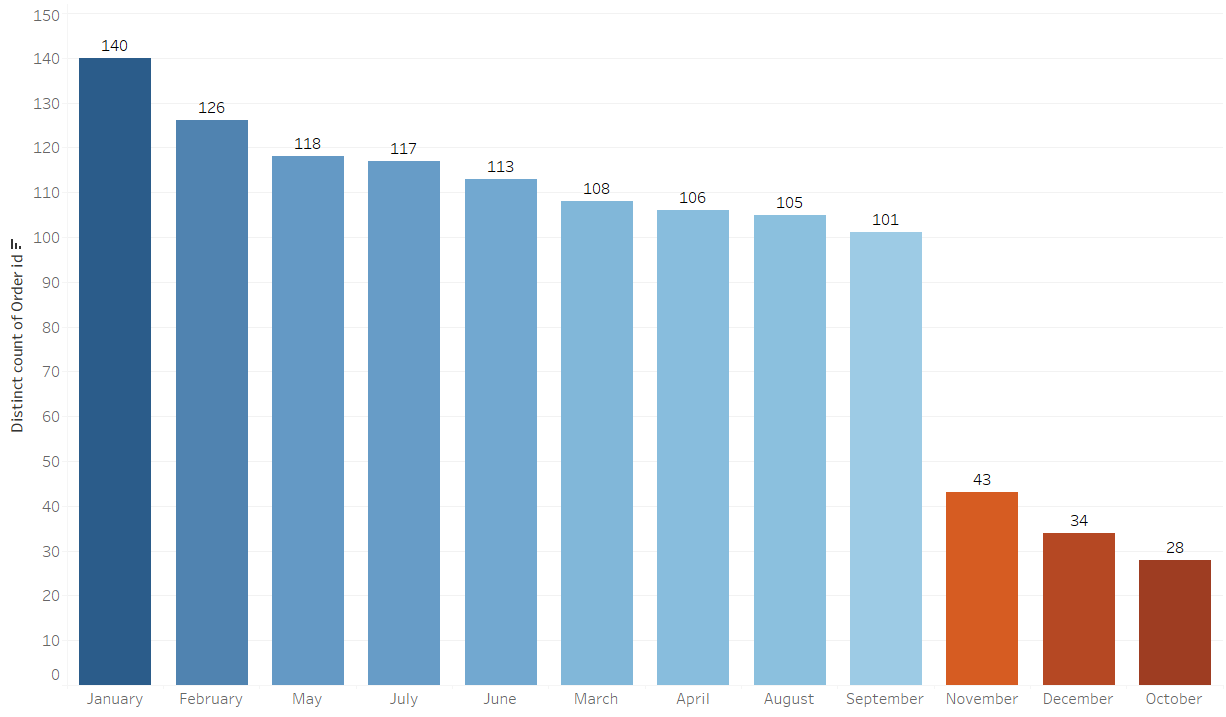 Distinct count of Order id
150
140
130
120
110
100
90
80
70
60
50
40
30
20
10
0
140
126
118
117
113
108
106
105
101
43
34
28
January
February
May
July
June
March
April
August
September
November
December
October